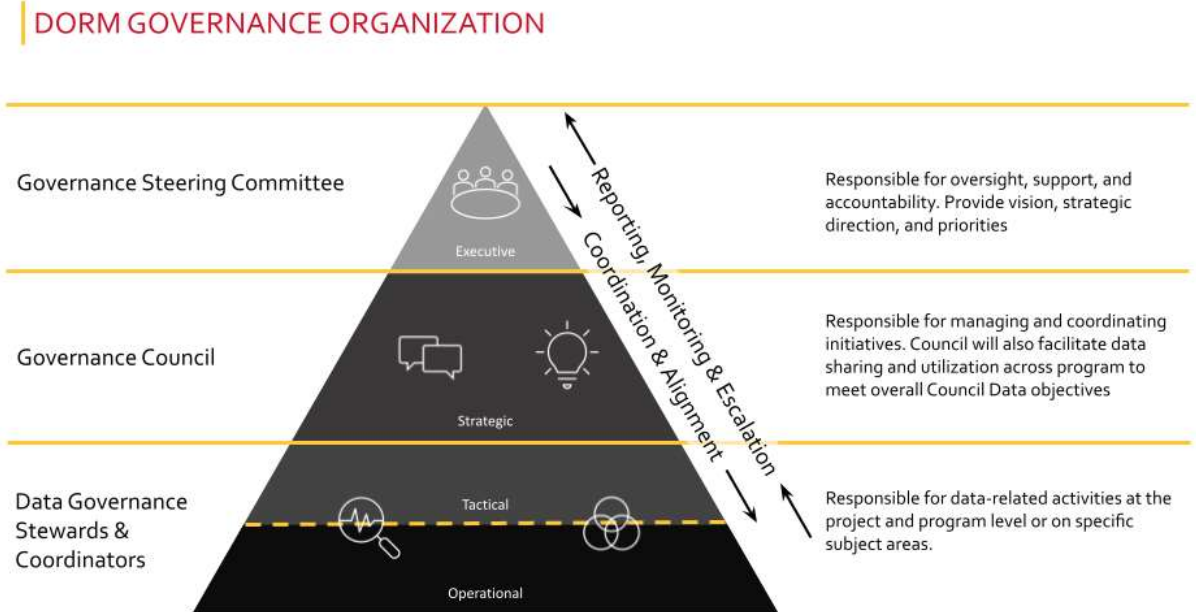 DORM GOVERNANCE ORGANIZATION
Governance Steering Committee
Executive
Responsible for oversight, support, and
accountability. Provide vision, strategic
direction, and priorities
Reporting, Monitoring & Escalation
Coordination & Alignment
Governance Council
Strategic
Responsible for managing and coordinating
initiatives. Council will also facilitate data
sharing and utilization across program to
meet overall Council Data objectives
Data Governance
Stewards &
Coordinators
Tactical
Operational
Responsible for data-related activities at the
project and program level or on specific
subject areas.